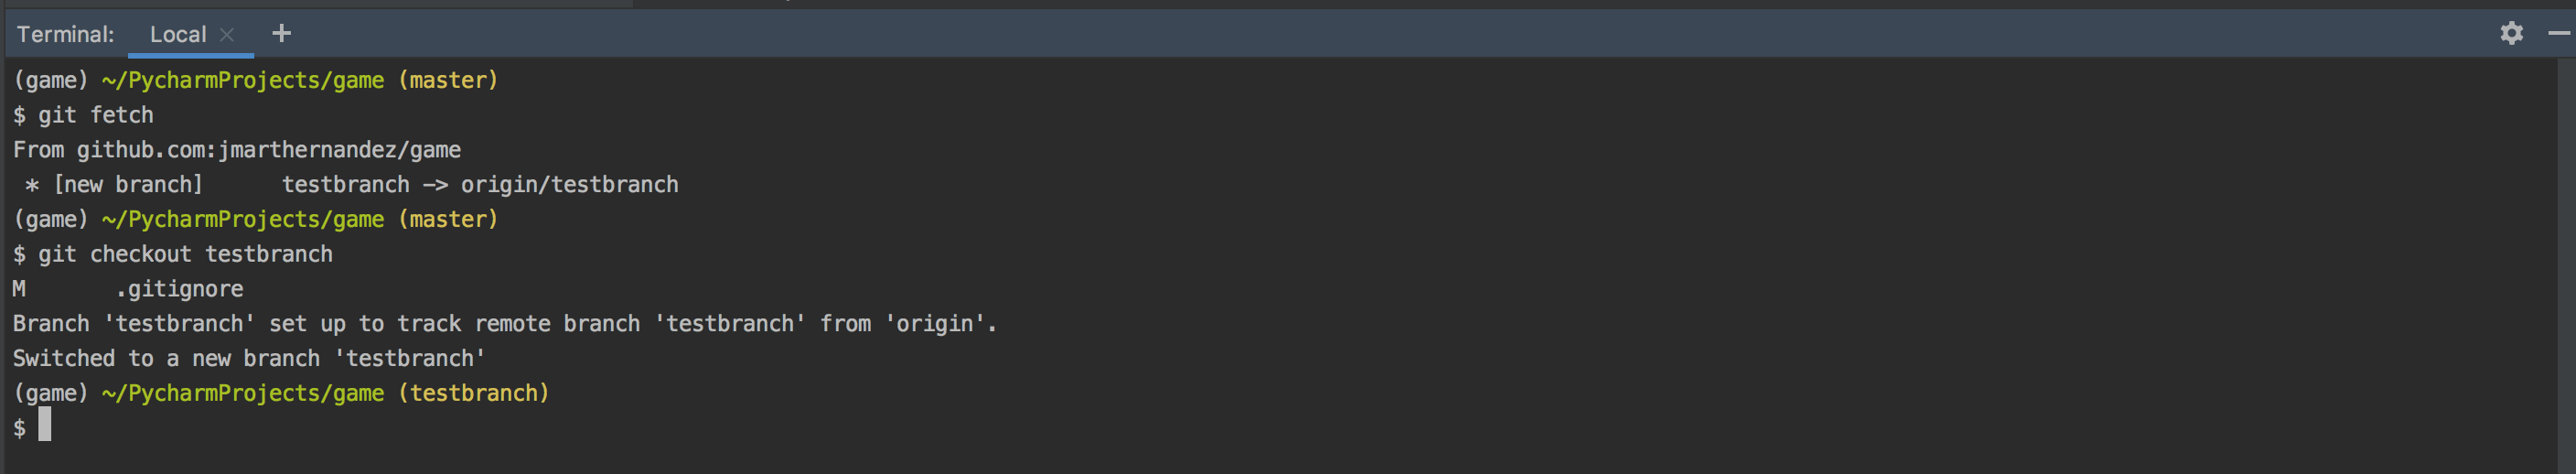 Terminal: Local × +
(game) ~/PycharmProjects/game (master)
$ git fetch
From github.com:jmarthernandez/game
 * [new branch]      testbranch -> origin/testbranch
(game) ~/PycharmProjects/game (master)
$ git checkout testbranch
M       .gitignore
Branch 'testbranch' set up to track remote branch 'testbranch' from 'origin'.
Switched to a new branch 'testbranch'
(game) ~/PycharmProjects/game (testbranch)
$